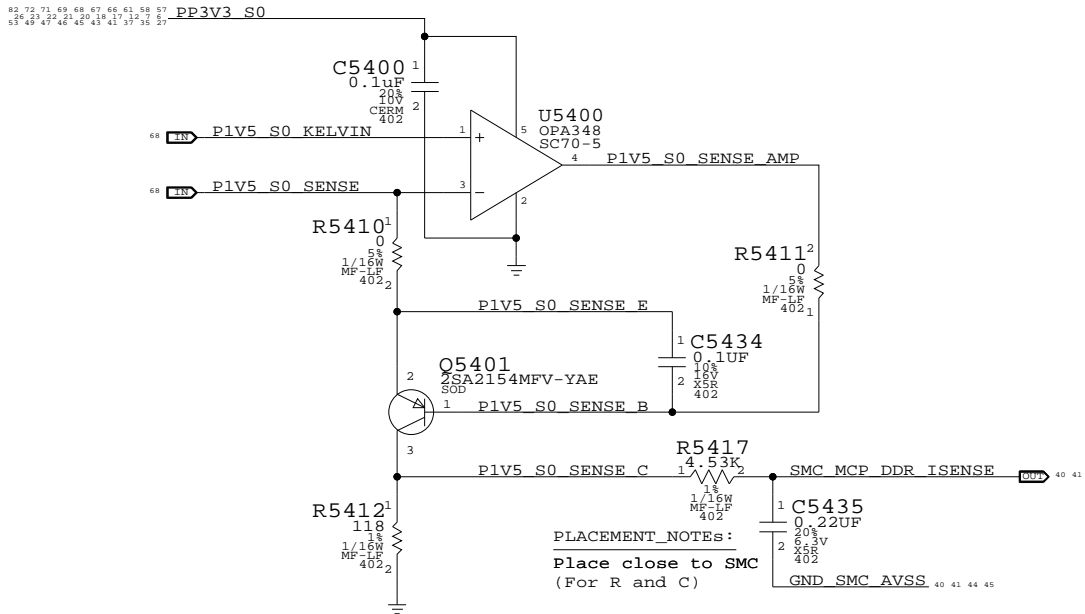 82 72 71 69 68 67 66 61 58 57
26 23 22 21 20 18 17 12 7 6
53 49 47 46 45 43 41 37 35 27
PP3V3_S0
C5400
0.1uF
20%
10V
CERM
402
1
2
U5400
OPA348
SC70-5
68 IN P1V5_S0_KELVIN
1
+
5
4
P1V5_S0_SENSE_AMP
68 IN P1V5_S0_SENSE
3
-
2
R5410
0
5%
1/16W
MF-LF
402
1
2
R5411
0
5%
1/16W
MF-LF
402
2
1
P1V5_S0_SENSE_E
C5434
0.1UF
10%
16V
X5R
402
1
2
Q5401
2SA2154MFV-YAE
SOD
2
1
3
P1V5_S0_SENSE_B
P1V5_S0_SENSE_C
R5417
4.53K
1
2
1%
1/16W
MF-LF
402
SMC_MCP_DDR_ISENSE
OUT 40 41
R5412
118
1%
1/16W
MF-LF
402
1
2
C5435
0.22UF
20%
6.3V
X5R
402
1
2
PLACEMENT_NOTEs:
Place close to SMC
(For R and C)
GND_SMC_AVSS 40 41 44 45